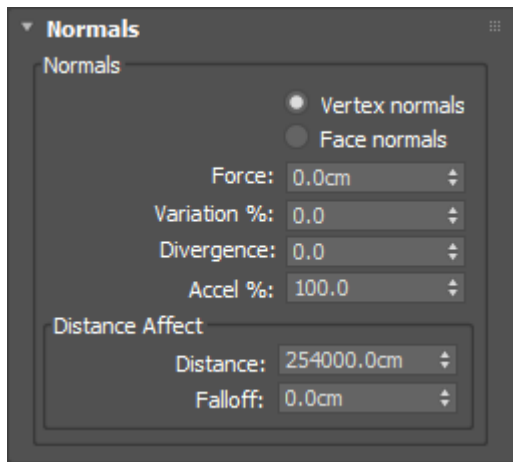 Normals
Normals
Vertex normals
Face normals
Force: 0.0cm
Variation %: 0.0
Divergence: 0.0
Accel %: 100.0
Distance Affect
Distance: 254000.0cm
Falloff: 0.0cm